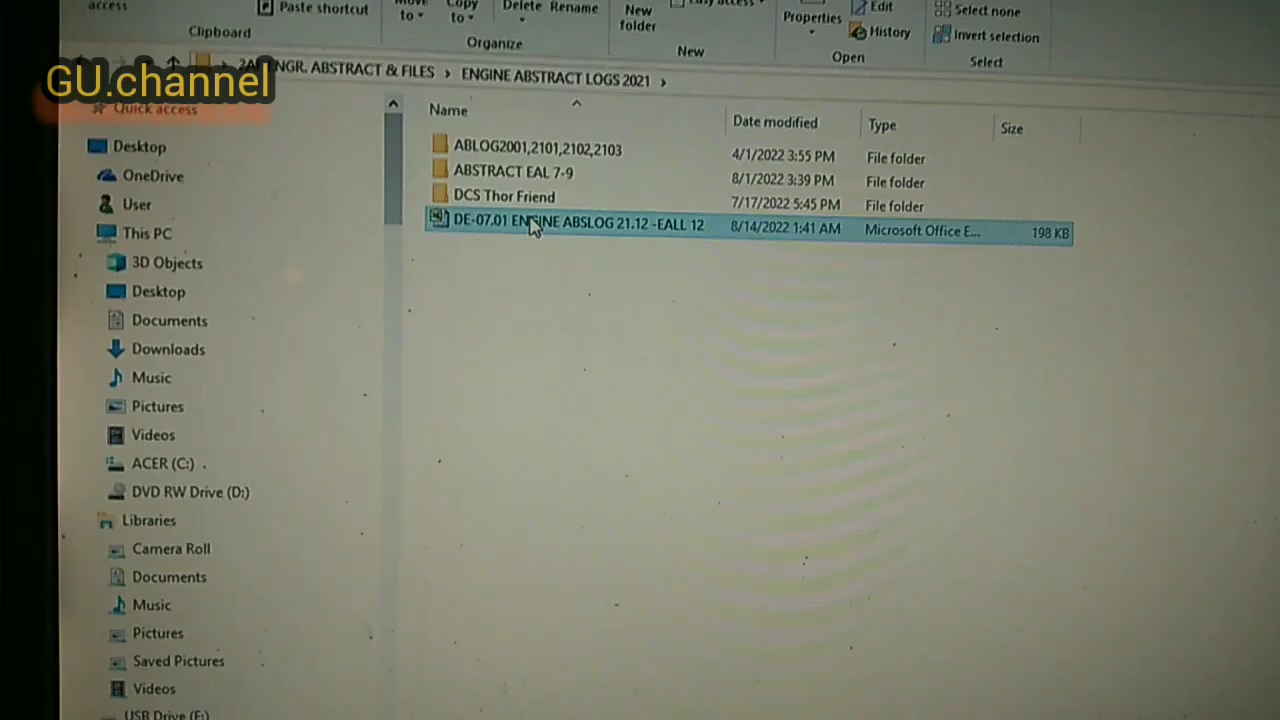 access
Paste shortcut
Move to
Copy to
Delete
Rename
New folder
Easy access
Properties
Edit
History
Select none
Invert selection
Clipboard
Organize
New
Open
Select
GU.channel
NGR. ABSTRACT & FILES › ENGINE ABSTRACT LOGS 2021 ›
Quick access
Desktop
OneDrive
User
This PC
3D Objects
Desktop
Documents
Downloads
Music
Pictures
Videos
ACER (C:)
DVD RW Drive (D:)
Libraries
Camera Roll
Documents
Music
Pictures
Saved Pictures
Videos
USB Drive (F:)
Name Date modified Type Size
ABLOG2001,2101,2102,2103 4/1/2022 3:55 PM File folder
ABSTRACT EAL 7-9 8/1/2022 3:39 PM File folder
DCS Thor Friend 7/17/2022 5:45 PM File folder
DE-07.01 ENGINE ABSLOG 21.12 -EALL 12 8/14/2022 1:41 AM Microsoft Office E... 198 KB